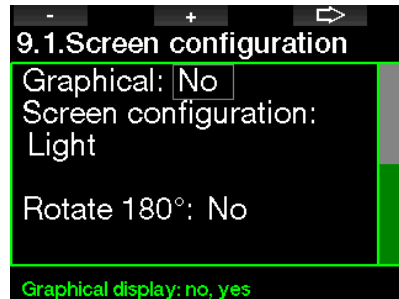 - +
9.1.Screen configuration
Graphical: No
Screen configuration:
Light
Rotate 180°: No
Graphical display: no, yes